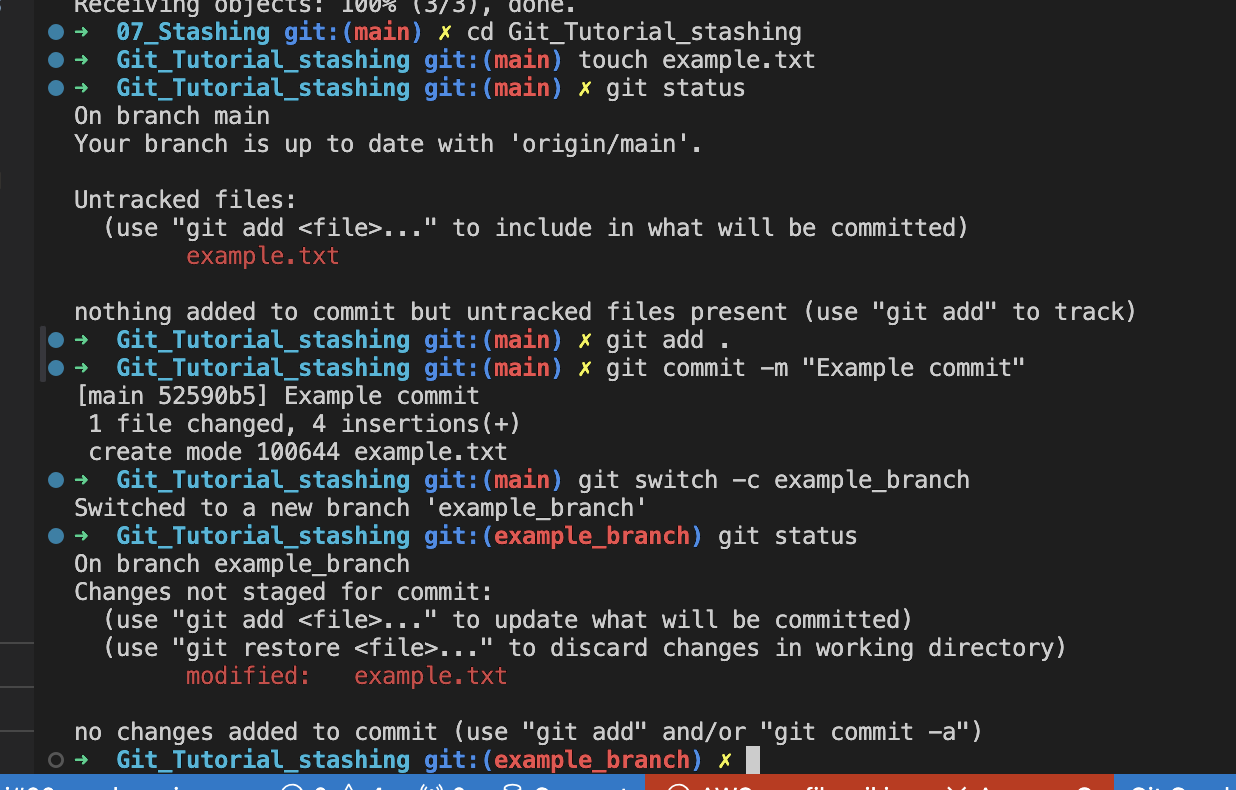 Receiving objects: 100% (3/3), done.
➜ 07_Stashing git:(main) ✗ cd Git_Tutorial_stashing
➜ Git_Tutorial_stashing git:(main) touch example.txt
➜ Git_Tutorial_stashing git:(main) ✗ git status
On branch main
Your branch is up to date with 'origin/main'.
Untracked files:
(use "git add <file>..." to include in what will be committed)
example.txt
nothing added to commit but untracked files present (use "git add" to track)
➜ Git_Tutorial_stashing git:(main) ✗ git add .
➜ Git_Tutorial_stashing git:(main) ✗ git commit -m "Example commit"
[main 52590b5] Example commit
1 file changed, 4 insertions(+)
create mode 100644 example.txt
➜ Git_Tutorial_stashing git:(main) git switch -c example_branch
Switched to a new branch 'example_branch'
➜ Git_Tutorial_stashing git:(example_branch) git status
On branch example_branch
Changes not staged for commit:
(use "git add <file>..." to update what will be committed)
(use "git restore <file>..." to discard changes in working directory)
modified: example.txt
no changes added to commit (use "git add" and/or "git commit -a")
➜ Git_Tutorial_stashing git:(example_branch) ✗